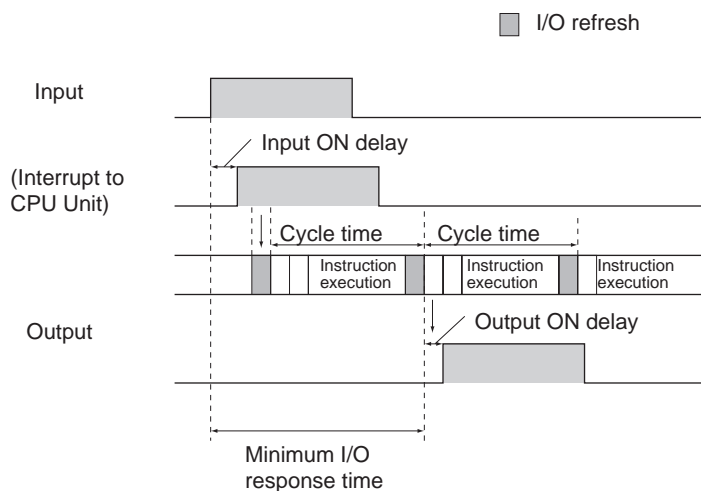 I/O refresh
Input
Input ON delay
(Interrupt to
CPU Unit)
Cycle time
Cycle time
Instruction
execution
Instruction
execution
Instruction
execution
Output
Output ON delay
Minimum I/O
response time